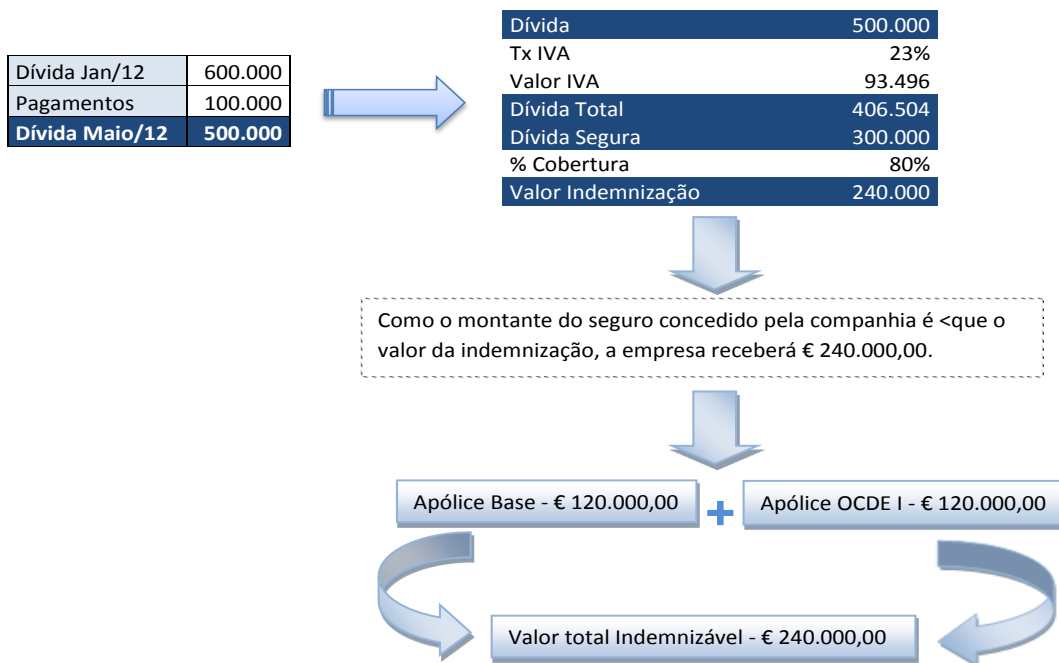 Dívida Jan/12 600.000
Pagamentos 100.000
Dívida Maio/12 500.000
Dívida 500.000
Tx IVA 23%
Valor IVA 93.496
Dívida Total 406.504
Dívida Segura 300.000
% Cobertura 80%
Valor Indemnização 240.000
Como o montante do seguro concedido pela companhia é <que o
valor da indemnização, a empresa receberá € 240.000,00.
Apólice Base - € 120.000,00 + Apólice OCDE I - € 120.000,00
Valor total Indemnizável - € 240.000,00